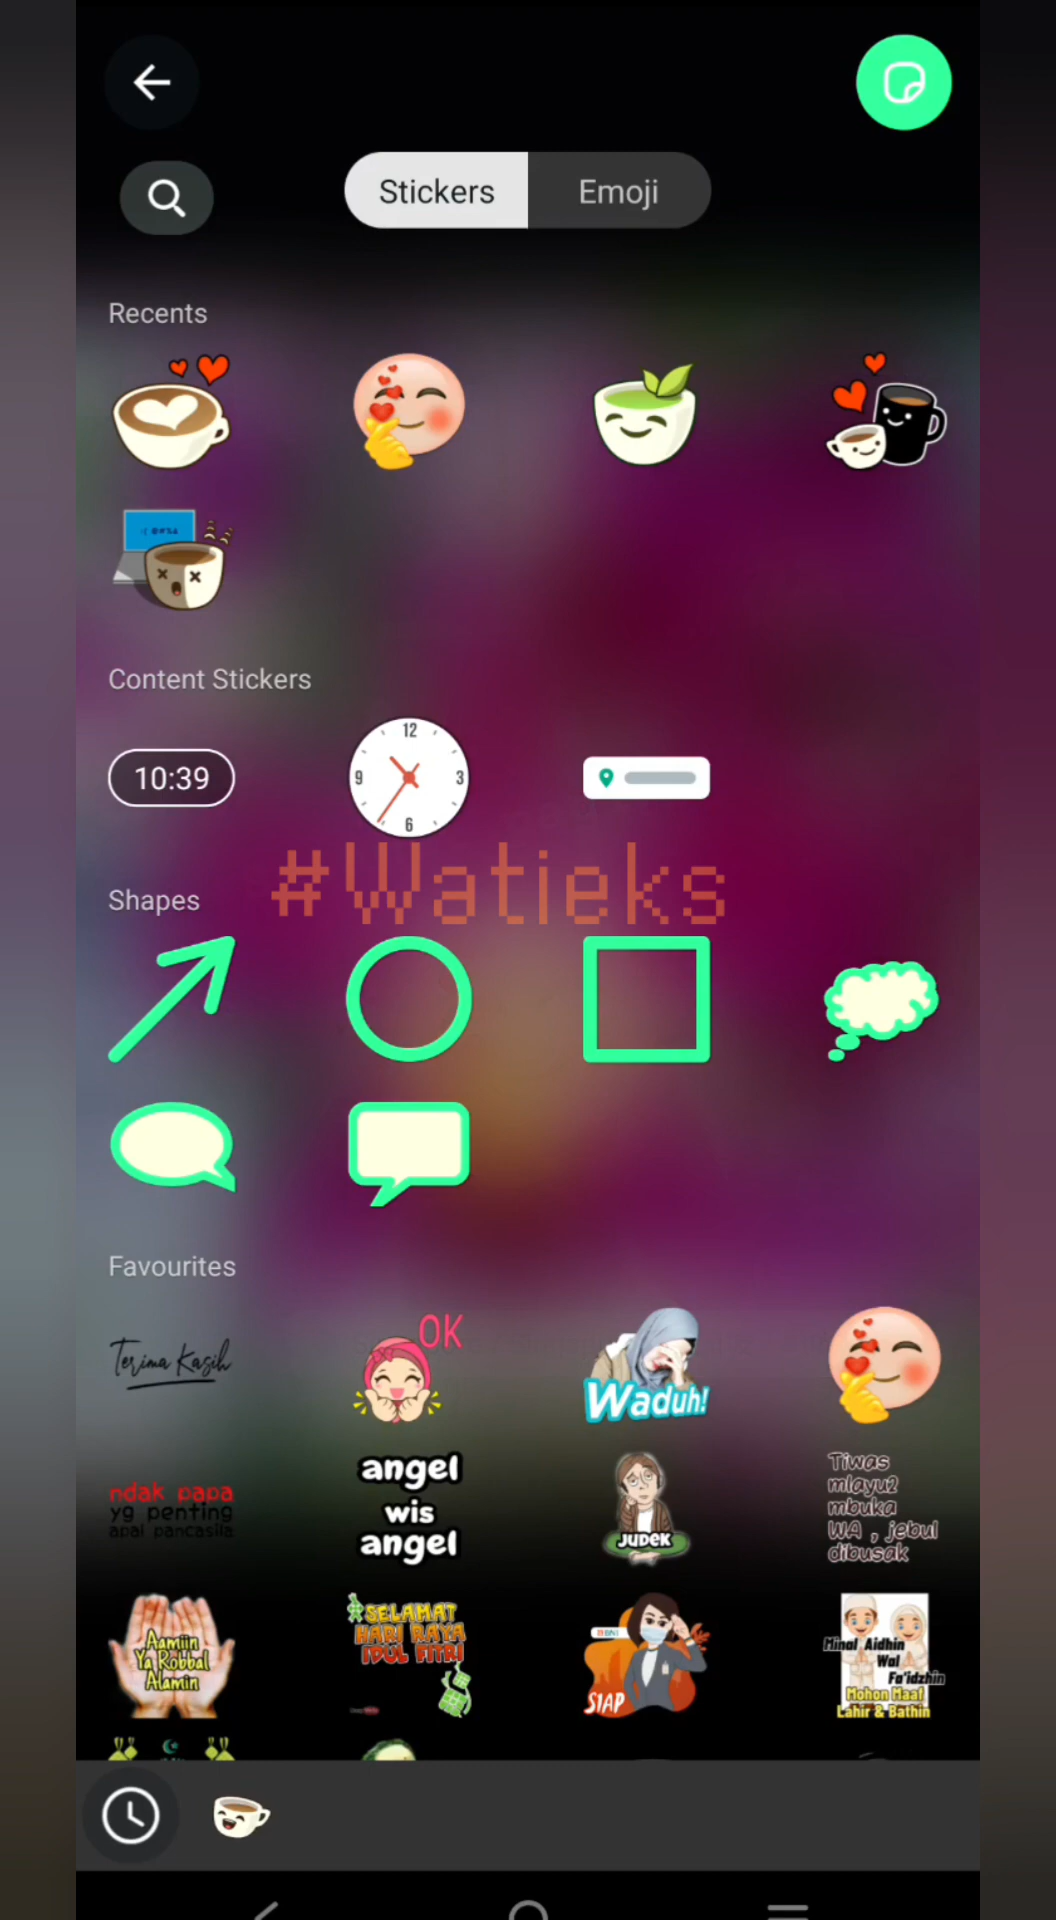 Stickers
Emoji
Recents
Content Stickers
10:39
12
9
3
6
#Watieks
Shapes
Favourites
Terima Kasih
OK
Waduh!
ndak papa
yg penting
apal pancasila
angel
wis
angel
JUDEK
Tiwas
mlayu2
mbuka
WA , jebul
dibusak
Aamiin
Ya Robbal
Alamin
SELAMAT
HARI RAYA
IDUL FITRI
SIAP
Minal Aidhin
Wal
Fa'idzhin
Mohon Maaf
Lahir & Bathin